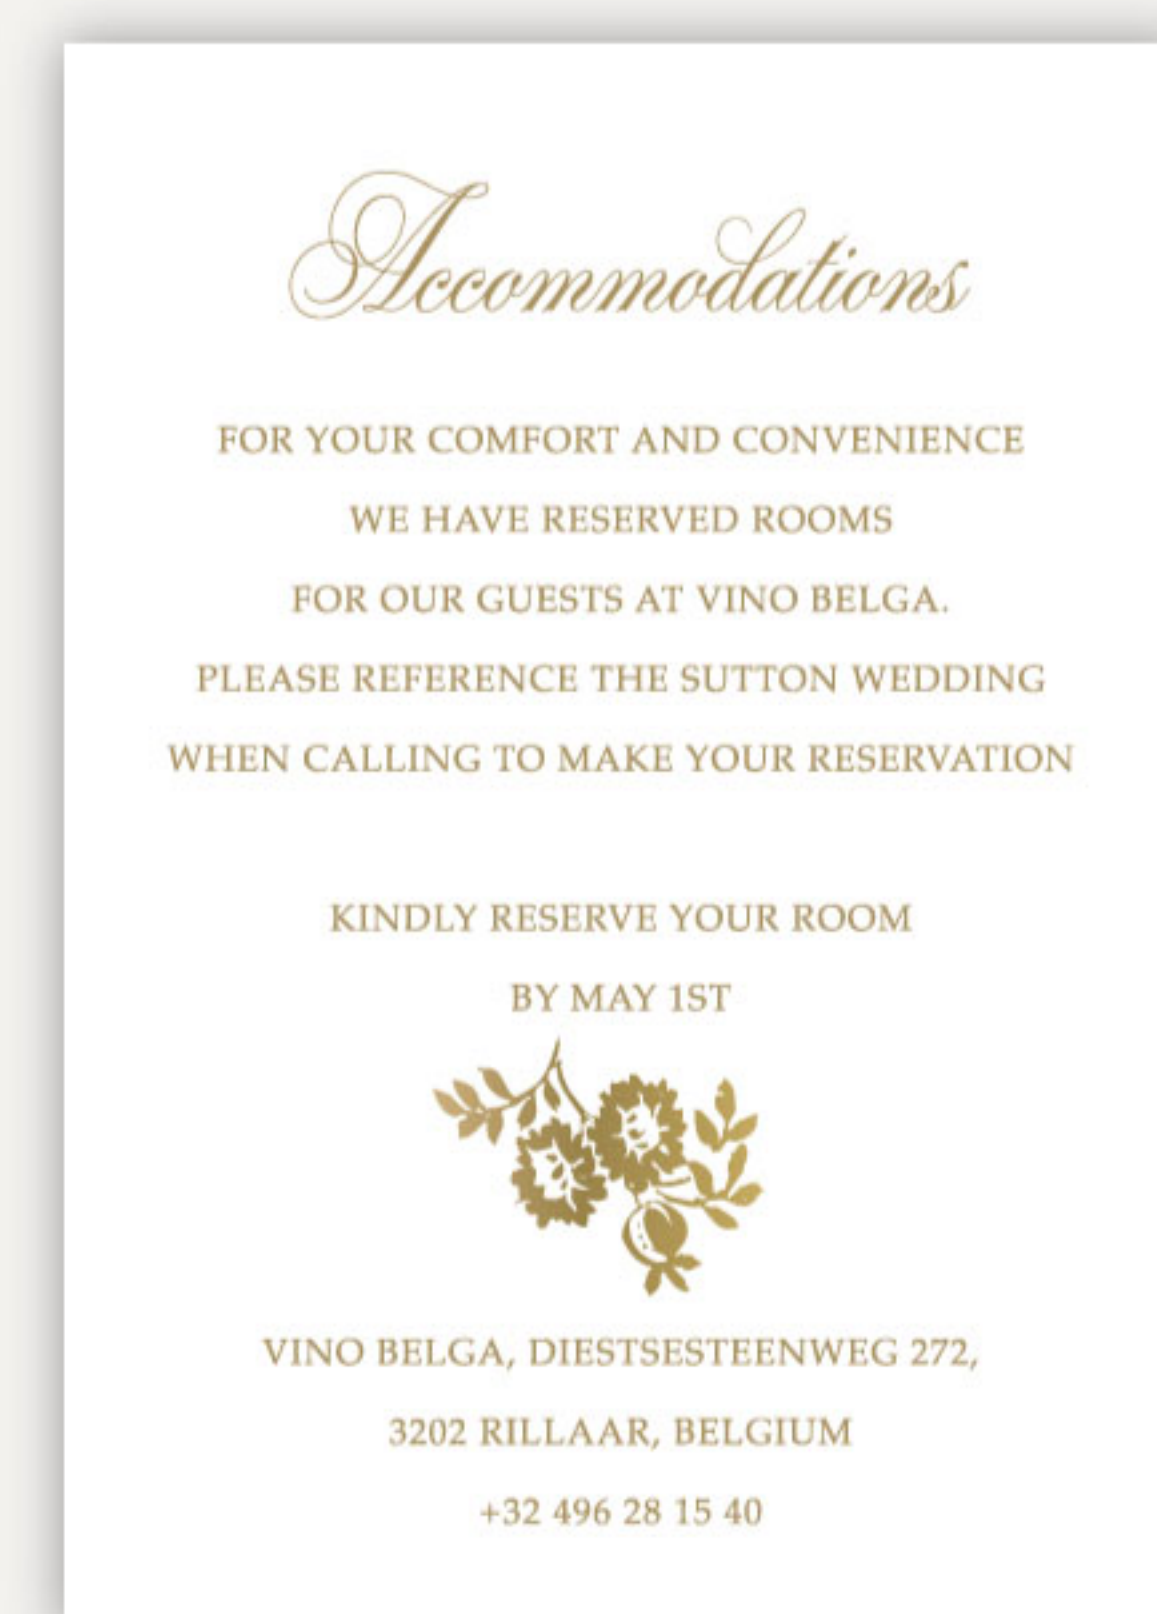 Accommodations
FOR YOUR COMFORT AND CONVENIENCE
WE HAVE RESERVED ROOMS
FOR OUR GUESTS AT VINO BELGA.
PLEASE REFERENCE THE SUTTON WEDDING
WHEN CALLING TO MAKE YOUR RESERVATION
KINDLY RESERVE YOUR ROOM
BY MAY 1ST
VINO BELGA, DIESTSESTEENWEG 272,
3202 RILLAAR, BELGIUM
+32 496 28 15 40